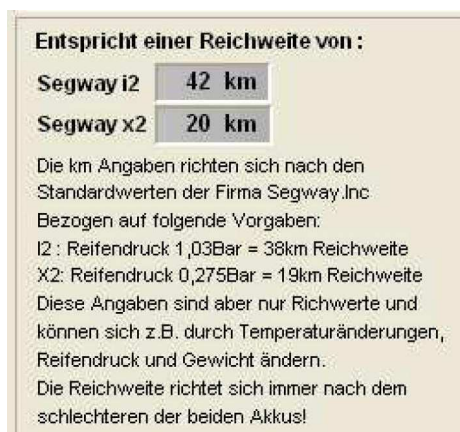 Entspricht einer Reichweite von :
Segway i2 42 km
Segway x2 20 km
Die km Angaben richten sich nach den
Standardwerten der Firma Segway.Inc
Bezogen auf folgende Vorgaben:
I2 : Reifendruck 1,03Bar = 38km Reichweite
X2: Reifendruck 0,275Bar = 19km Reichweite
Diese Angaben sind aber nur Richwerte und
können sich z.B. durch Temperaturänderungen,
Reifendruck und Gewicht ändern.
Die Reichweite richtet sich immer nach dem
schlechteren der beiden Akkus!